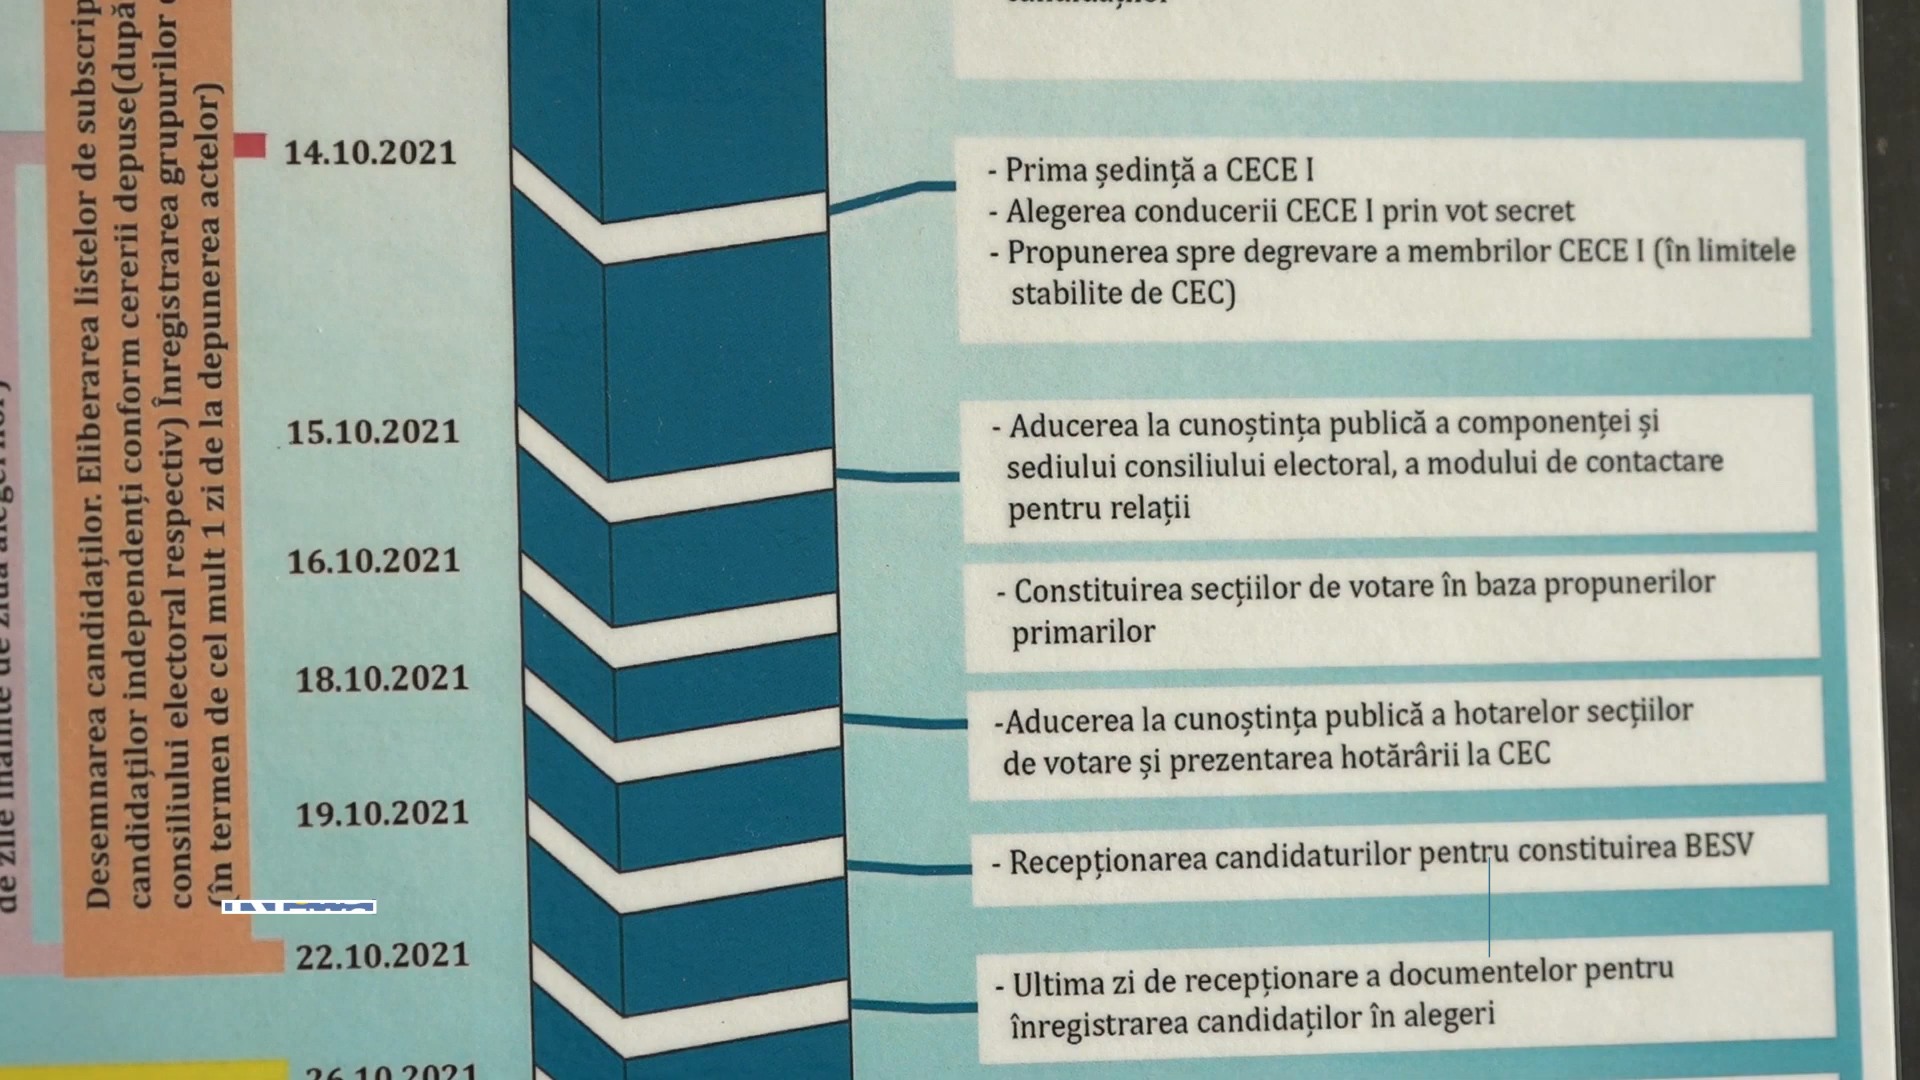 Desemnarea candidaților. Eliberarea listelor de
candidaților independenți conform cererii depuse(după
consiliului electoral respectiv) Înregistrarea grupurilor
(în termen de cel mult 1 zi de la depunerea actelor)
14.10.2021
- Prima ședință a CECE I
- Alegerea conducerii CECE I prin vot secret
- Propunerea spre degrevare a membrilor CECE I (în limitele
stabilite de CEC)
15.10.2021
- Aducerea la cunoștința publică a componenței și
sediului consiliului electoral, a modului de contactare
pentru relații
16.10.2021
- Constituirea secțiilor de votare în baza propunerilor
primarilor
18.10.2021
-Aducerea la cunoștința publică a hotarelor secțiilor
de votare și prezentarea hotărârii la CEC
19.10.2021
- Recepționarea candidaturilor pentru constituirea BESV
22.10.2021
- Ultima zi de recepționare a documentelor pentru
înregistrarea candidaților în alegeri
26.10.2021